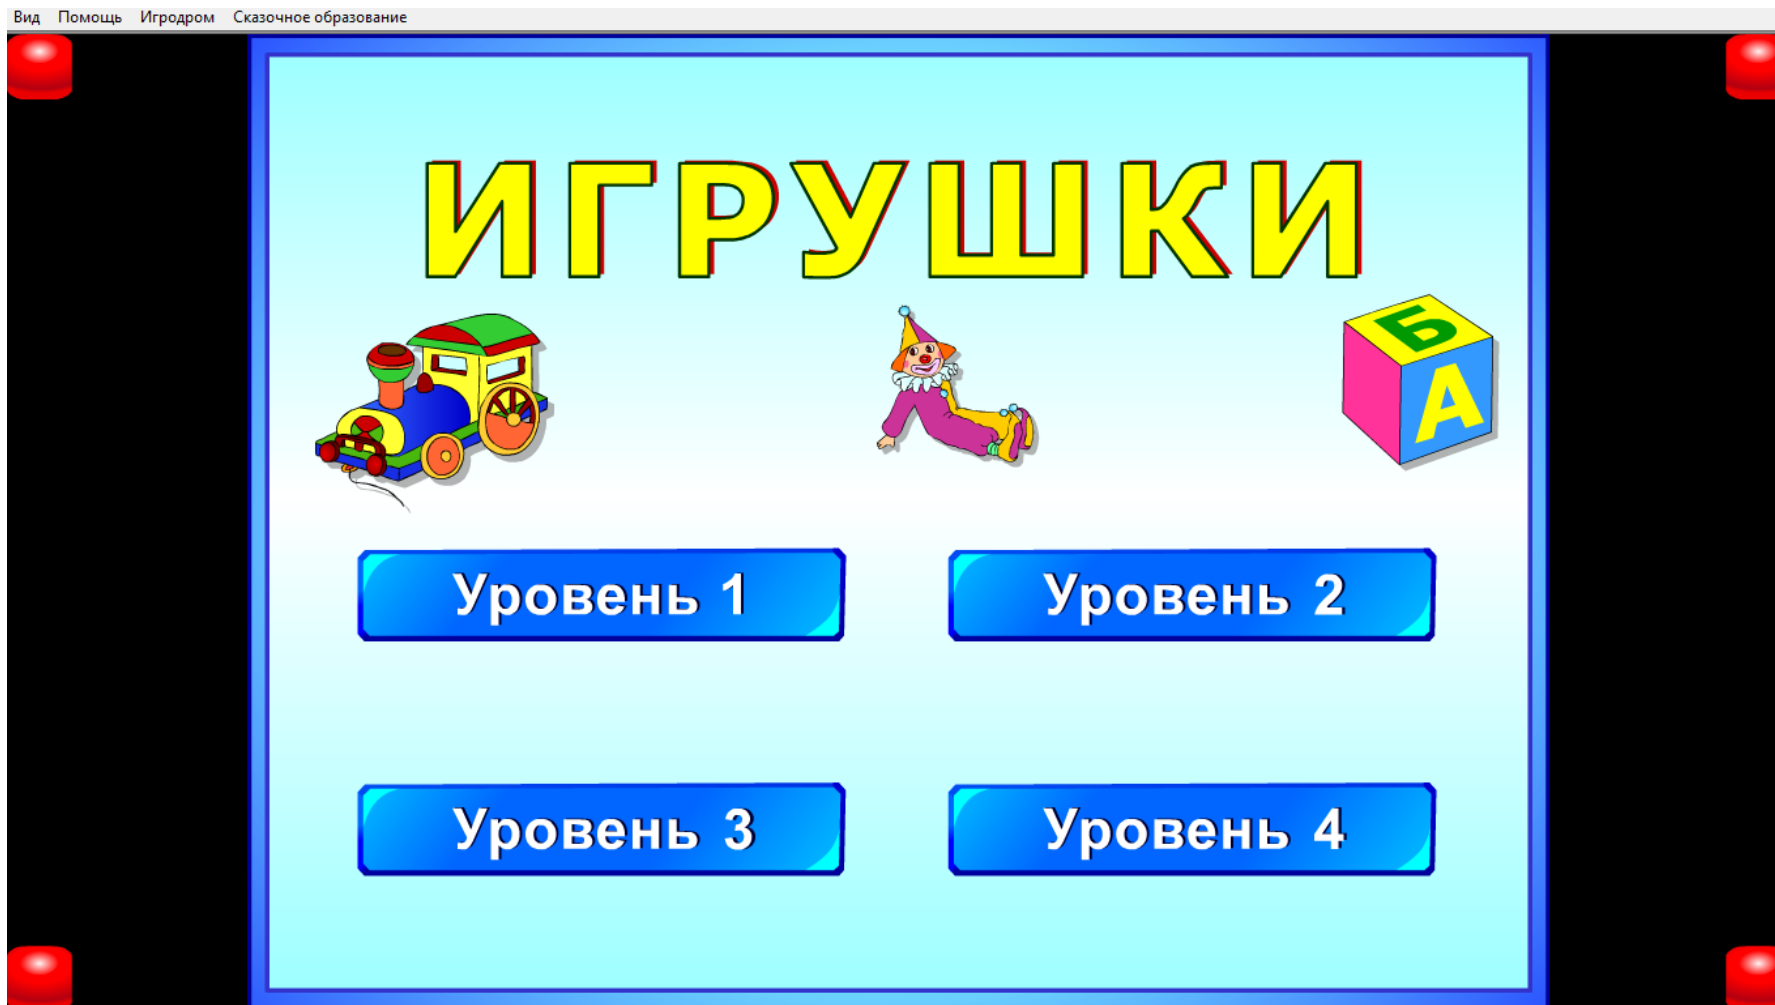 Вид Помощь Игродром Сказочное образование
ИГРУШКИ
Б
А
Уровень 1 Уровень 2
Уровень 3 Уровень 4